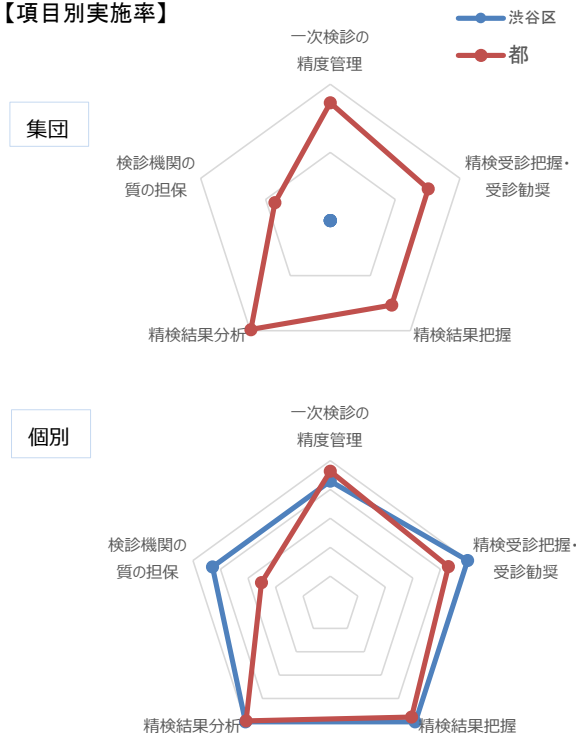 【項目別実施率】
渋谷区
都
集団
一次検診の
精度管理
精検受診把握・
受診勧奨
精検結果把握
精検結果分析
検診機関の
質の担保
個別
一次検診の
精度管理
精検受診把握・
受診勧奨
精検結果把握
精検結果分析
検診機関の
質の担保